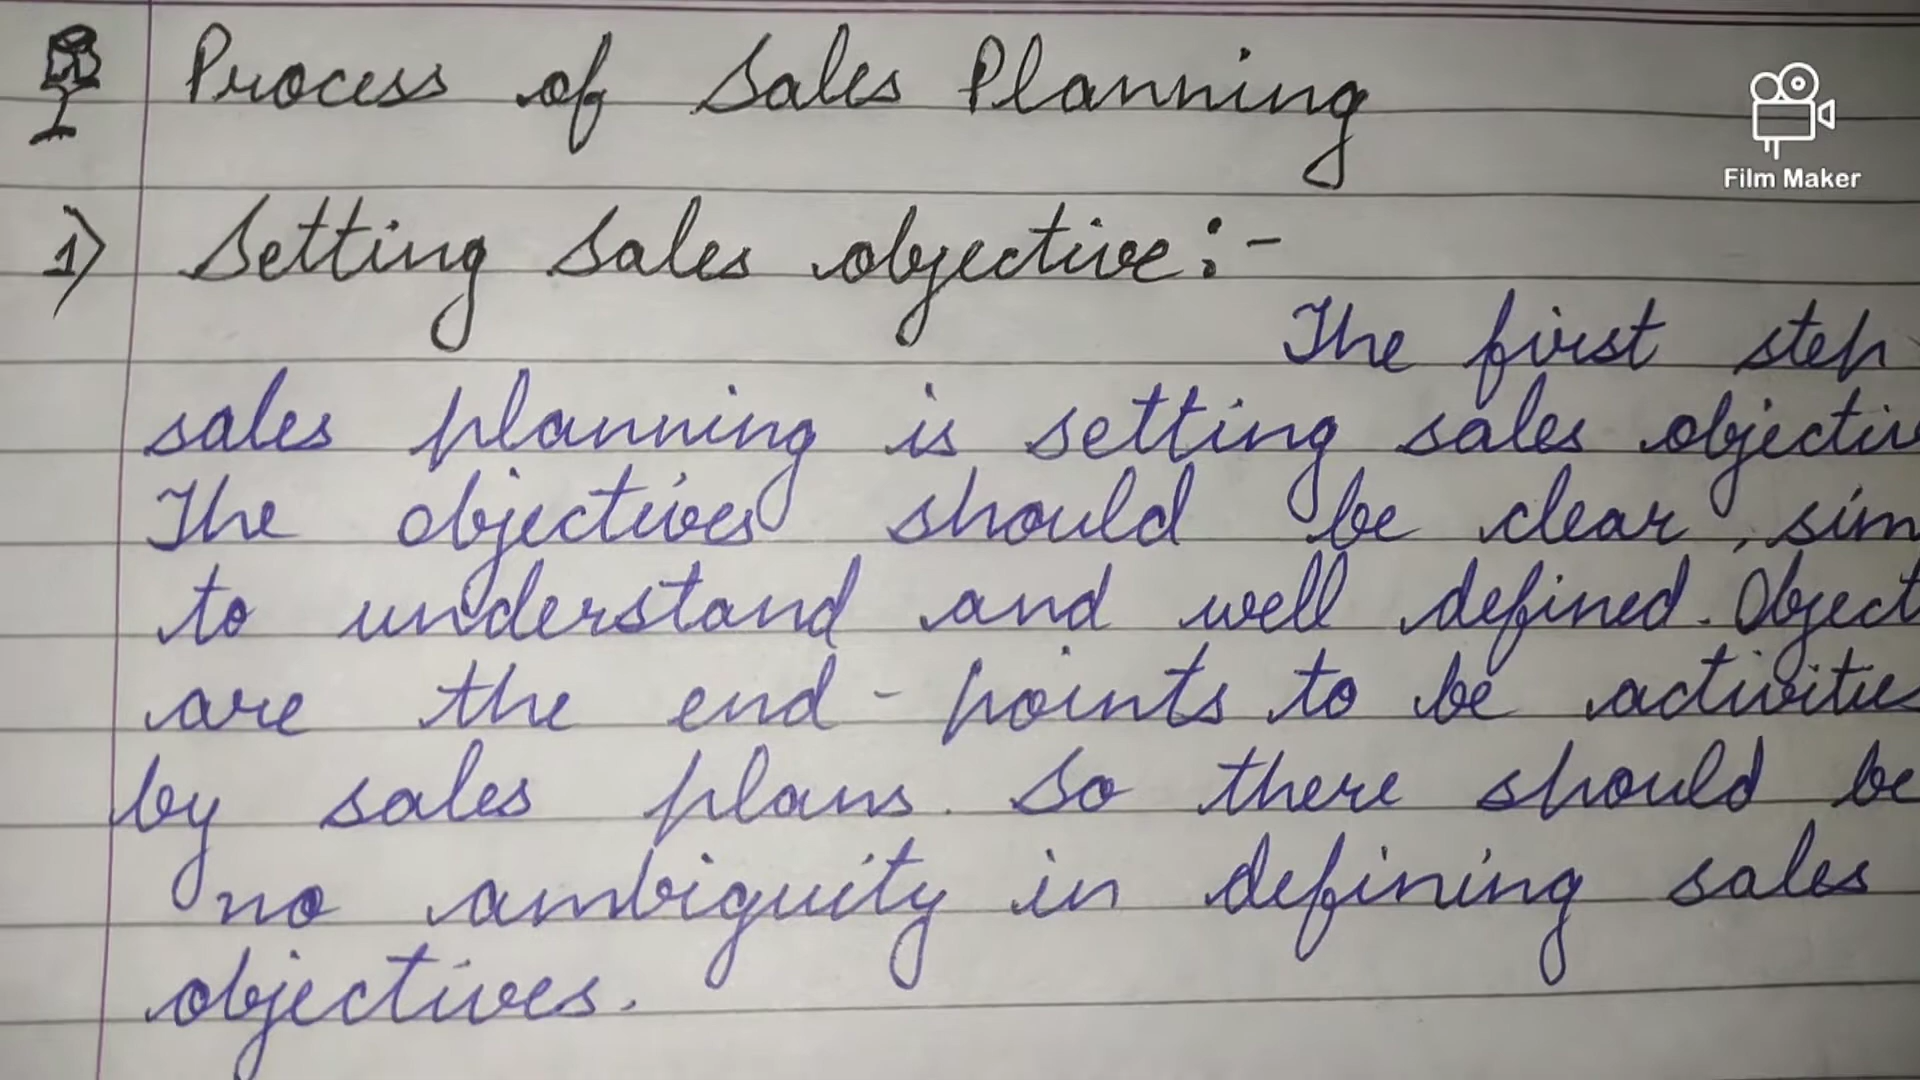 Process of Sales Planning
Film Maker
1) Setting Sales objective :-
The first step
sales planning is setting sales objectiv
The objectives should be clear, sim
to understand and well defined. Object
are the end - points to be activities
by sales plans. So there should be
no ambiguity in defining sales
objectives.